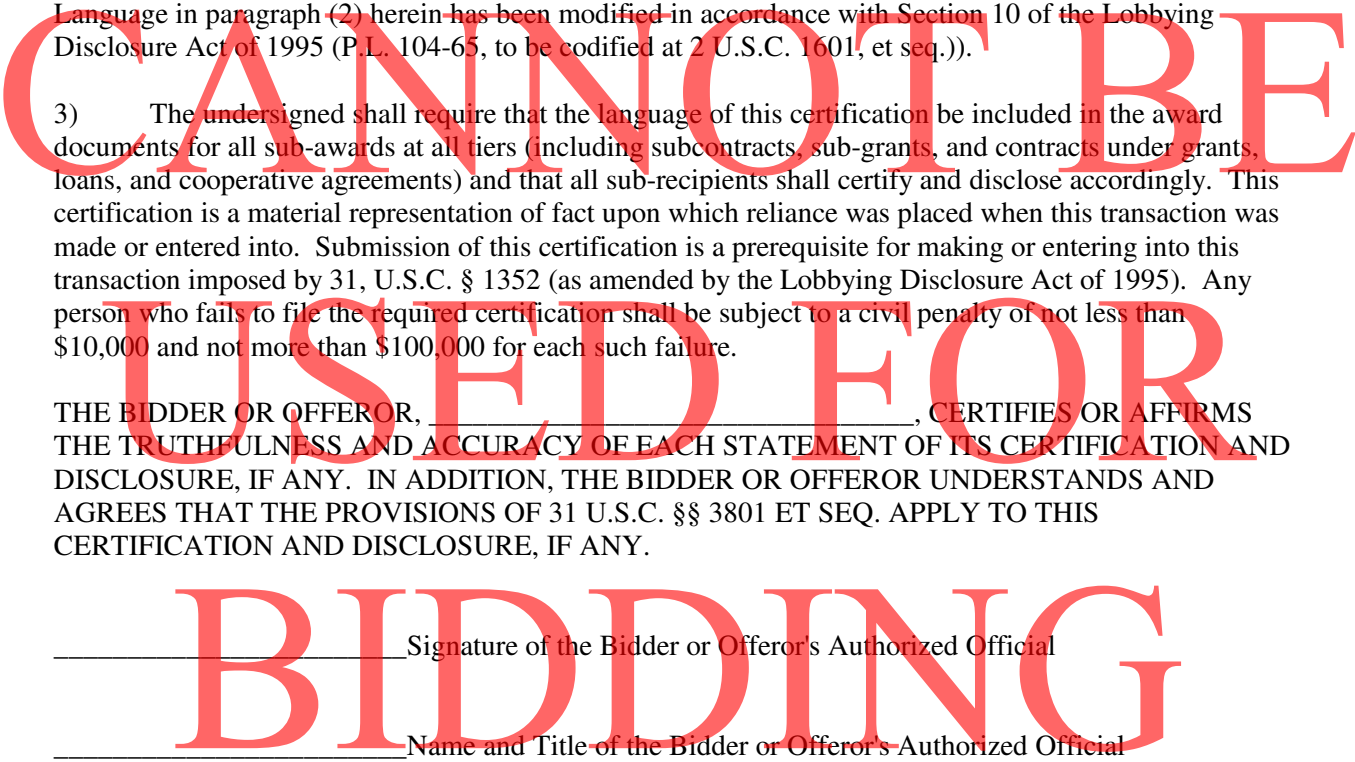 Language in paragraph (2) herein has been modified in accordance with Section 10 of the Lobbying
Disclosure Act of 1995 (P.L. 104-65, to be codified at 2 U.S.C. 1601, et seq.)).
3) The undersigned shall require that the language of this certification be included in the award
documents for all sub-awards at all tiers (including subcontracts, sub-grants, and contracts under grants,
loans, and cooperative agreements) and that all sub-recipients shall certify and disclose accordingly. This
certification is a material representation of fact upon which reliance was placed when this transaction was
made or entered into. Submission of this certification is a prerequisite for making or entering into this
transaction imposed by 31, U.S.C. § 1352 (as amended by the Lobbying Disclosure Act of 1995). Any
person who fails to file the required certification shall be subject to a civil penalty of not less than
$10,000 and not more than $100,000 for each such failure.
THE BIDDER OR OFFEROR, _________________________________, CERTIFIES OR AFFIRMS
THE TRUTHFULNESS AND ACCURACY OF EACH STATEMENT OF ITS CERTIFICATION AND
DISCLOSURE, IF ANY. IN ADDITION, THE BIDDER OR OFFEROR UNDERSTANDS AND
AGREES THAT THE PROVISIONS OF 31 U.S.C. §§ 3801 ET SEQ. APPLY TO THIS
CERTIFICATION AND DISCLOSURE, IF ANY.
________________________Signature of the Bidder or Offeror's Authorized Official
________________________Name and Title of the Bidder or Offeror's Authorized Official
CANNOT BE
USED FOR
BIDDING